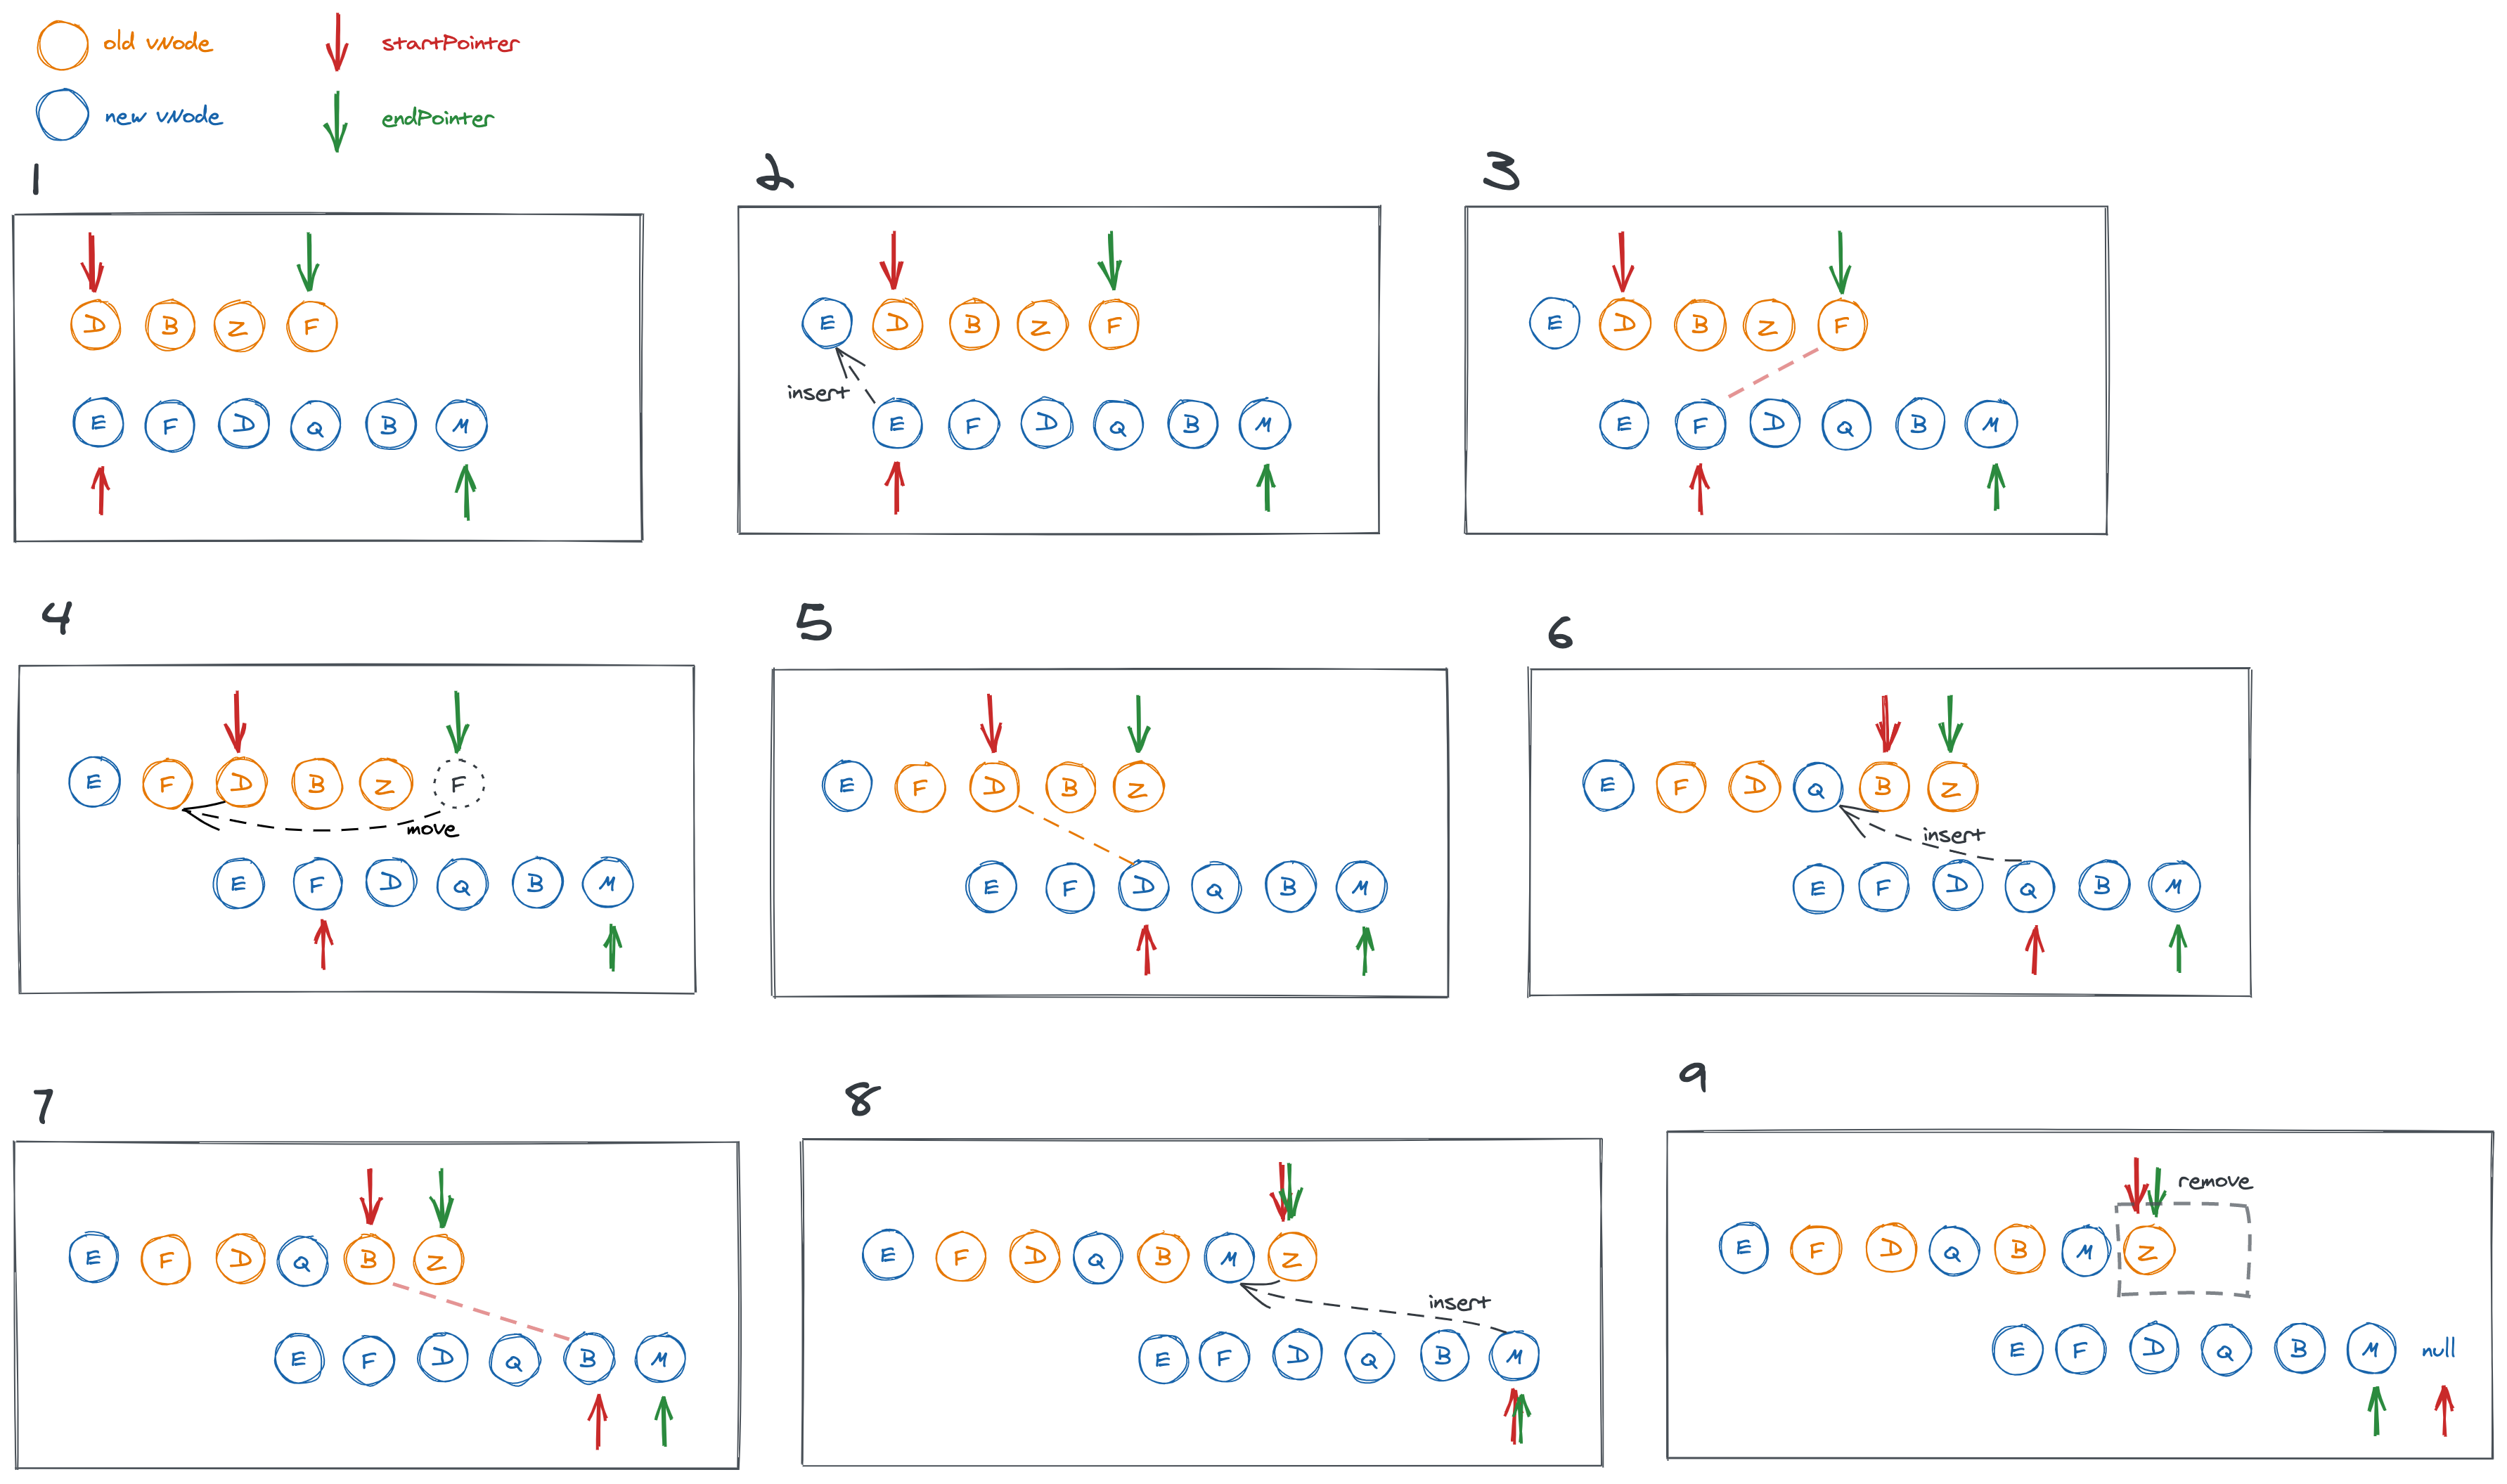 old vNode startPointer
new vNode endPointer
1 2 3
D B Z F
E F D Q B M
E D B Z F
insert
E F D Q B M
E D B Z F
E F D Q B M
4 5 6
E F D B Z F
move
E F D Q B M
E F D B Z
E F D Q B M
E F D Q B Z
insert
E F D Q B M
7 8 9
E F D Q B Z
E F D Q B M
E F D Q B M Z
insert
E F D Q B M
remove
E F D Q B M Z
E F D Q B M null